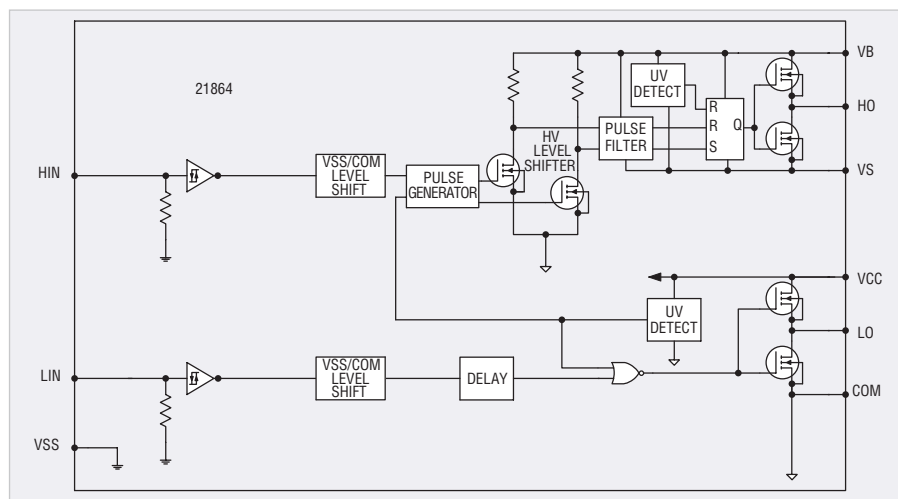 21864
VB
UV
DETECT
R
R
S
Q
HO
PULSE
FILTER
HV
LEVEL
SHIFTER
VS
HIN
VSS/COM
LEVEL
SHIFT
PULSE
GENERATOR
VCC
UV
DETECT
LO
LIN
VSS/COM
LEVEL
SHIFT
DELAY
COM
VSS